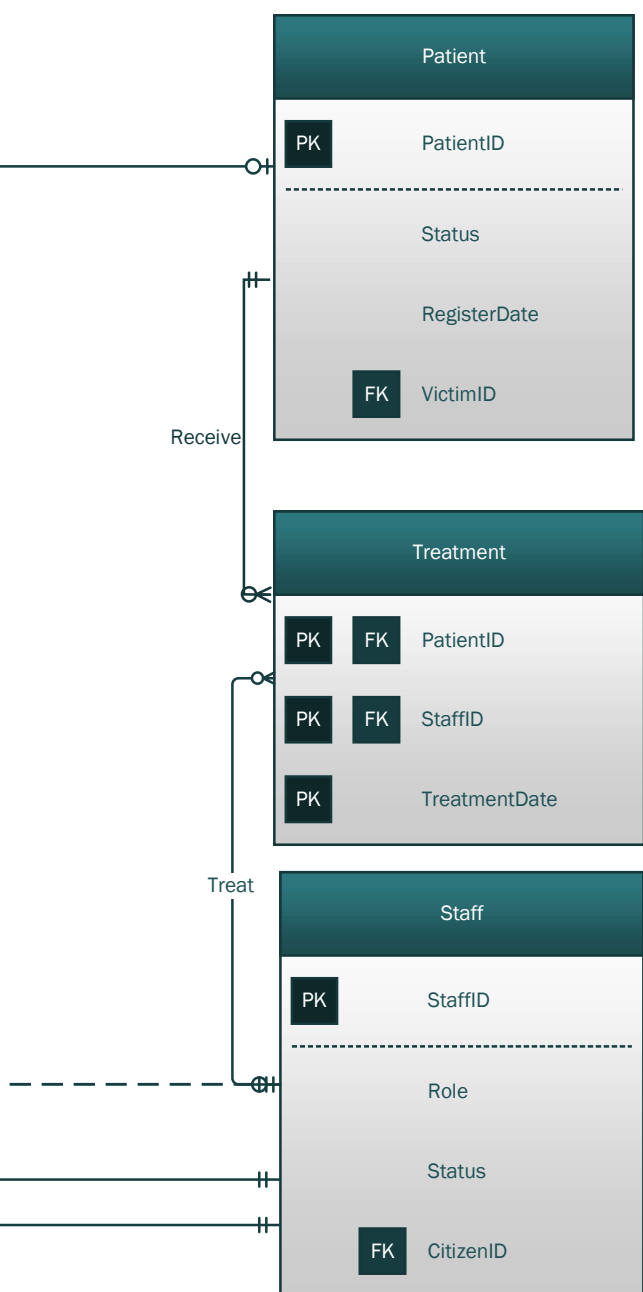 Patient
PK PatientID
Status
RegisterDate
FK VictimID
Receive
Treatment
PK FK PatientID
PK FK StaffID
PK TreatmentDate
Treat
Staff
PK StaffID
Role
Status
FK CitizenID